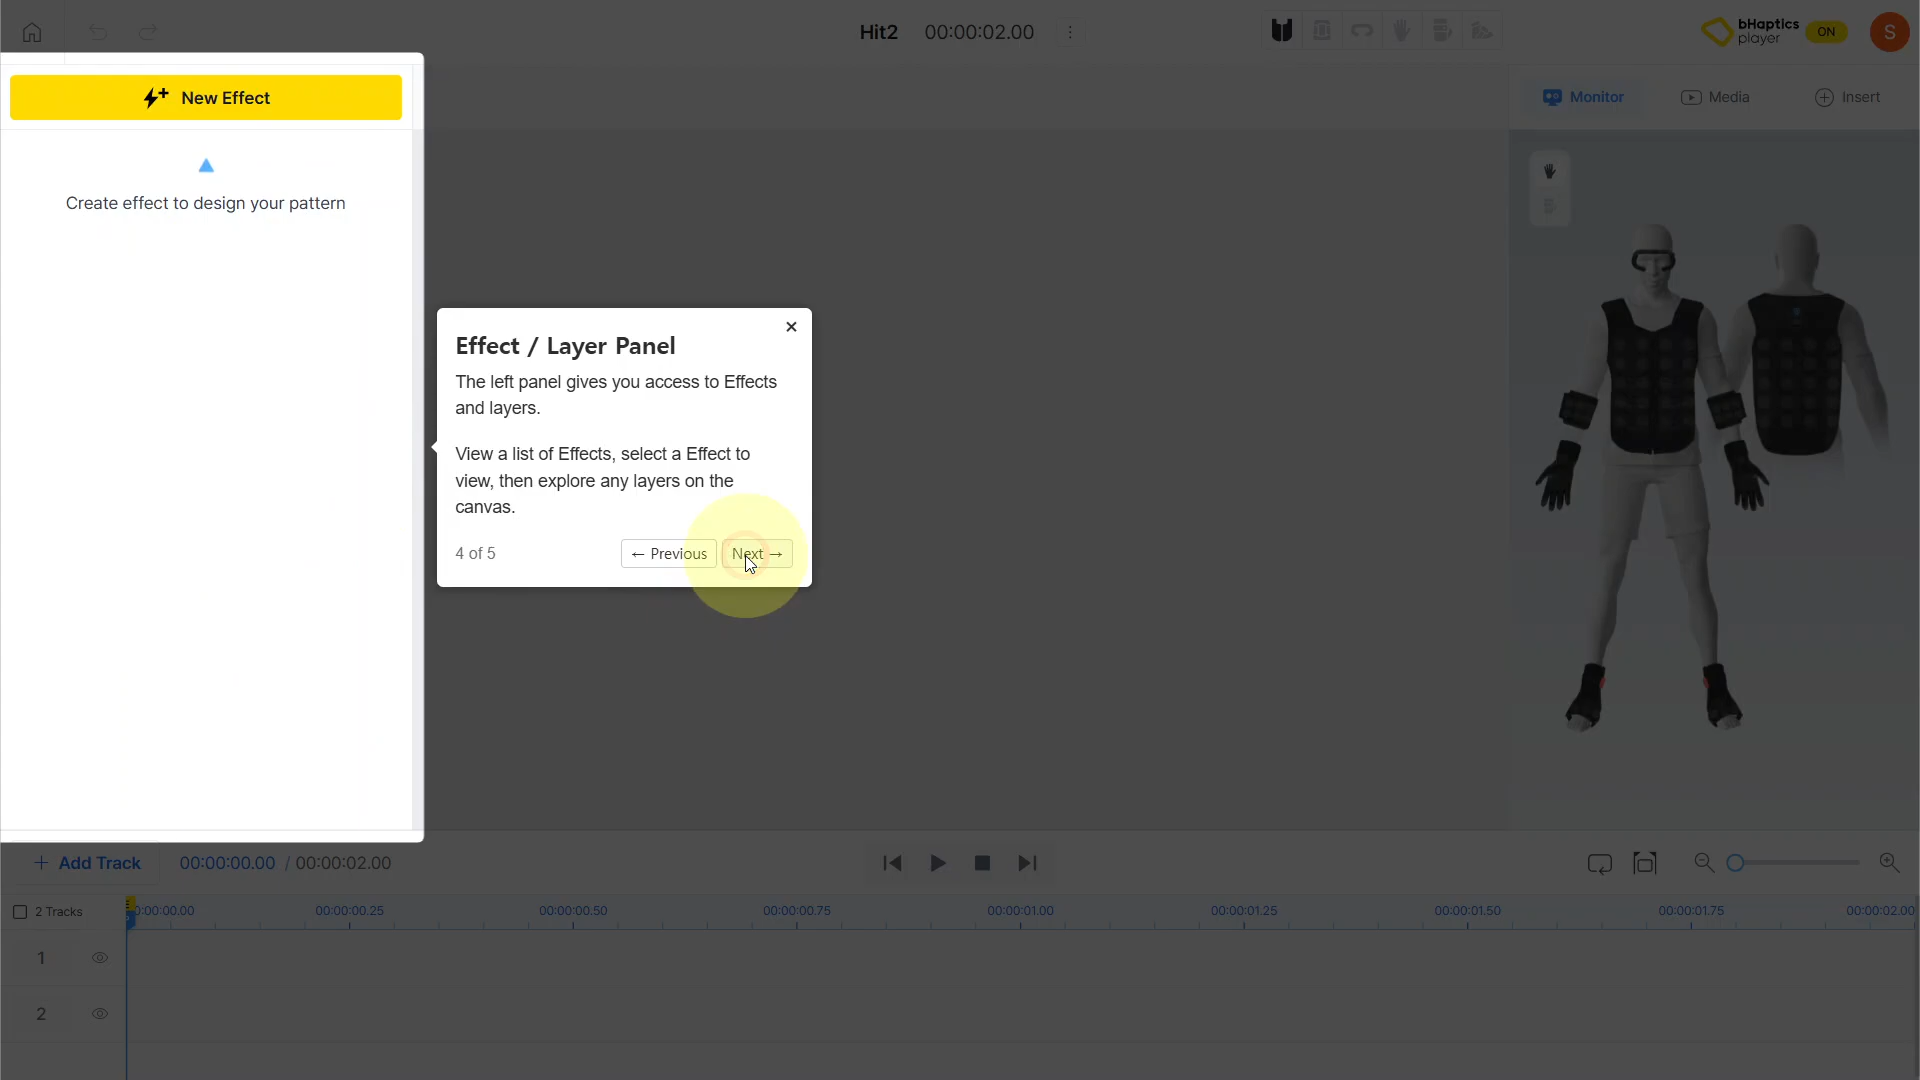 Hit2 00:00:02.00
bHaptics player ON S
New Effect
Monitor Media Insert
Create effect to design your pattern
Effect / Layer Panel
The left panel gives you access to Effects
and layers.
View a list of Effects, select a Effect to
view, then explore any layers on the
canvas.
4 of 5 ← Previous Next →
+ Add Track 00:00:00.00 / 00:00:02.00
2 Tracks 0:00:00.00 00:00:00.25 00:00:00.50 00:00:00.75 00:00:01.00 00:00:01.25 00:00:01.50 00:00:01.75 00:00:02.00
1
2